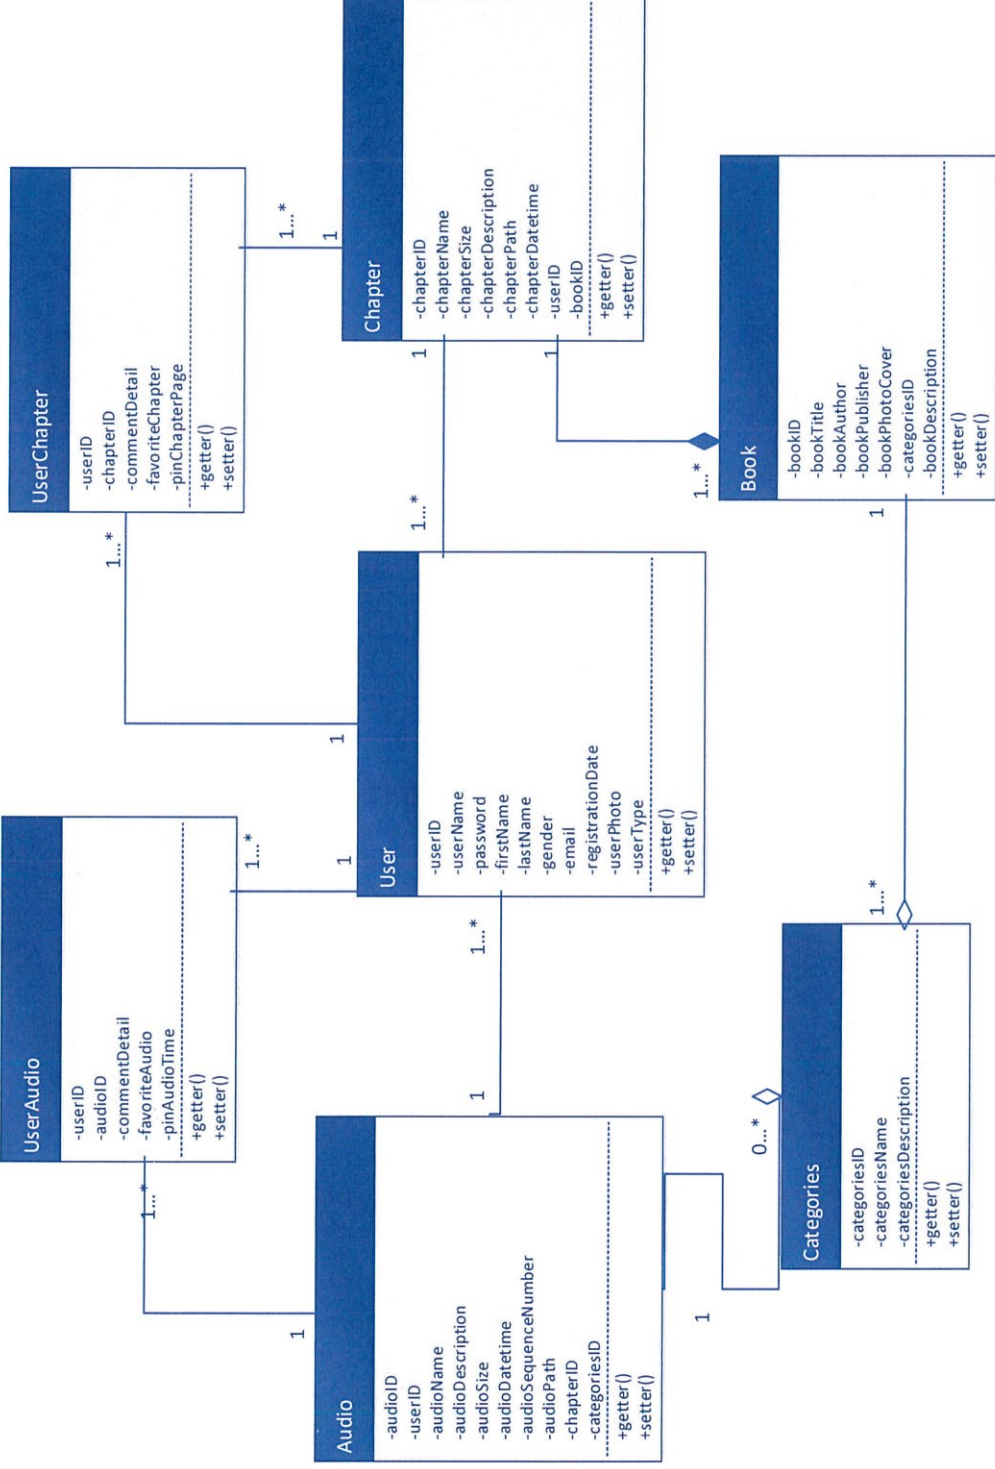 UserAudio
-userID
-audioID
-commentDetail
-favoriteAudio
-pinAudioTime
+getter()
+setter()
1...*
1...*
UserChapter
-userID
-chapterID
-commentDetail
-favoriteChapter
-pinChapterPage
+getter()
+setter()
1...*
1...*
1
1
1
1
Audio
-audioID
-userID
-audioName
-audioDescription
-audioSize
-audioDatetime
-audioSequenceNumber
-audioPath
-chapterID
-categoriesID
+getter()
+setter()
1
1...*
User
-userID
-userName
-password
-firstName
-lastName
-gender
-email
-registrationDate
-userPhoto
-userType
+getter()
+setter()
1...*
1
Chapter
-chapterID
-chapterName
-chapterSize
-chapterDescription
-chapterPath
-chapterDatetime
-userID
-bookID
+getter()
+setter()
1
1...*
1
0...*
Categories
-categoriesID
-categoriesName
-categoriesDescription
+getter()
+setter()
1...*
1
Book
-bookID
-bookTitle
-bookAuthor
-bookPublisher
-bookPhotoCover
-categoriesID
-bookDescription
+getter()
+setter()